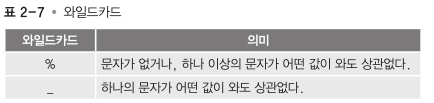 표 2-7 • 와일드카드
와일드카드 의미
% 문자가 없거나, 하나 이상의 문자가 어떤 값이 와도 상관없다.
_ 하나의 문자가 어떤 값이 와도 상관없다.